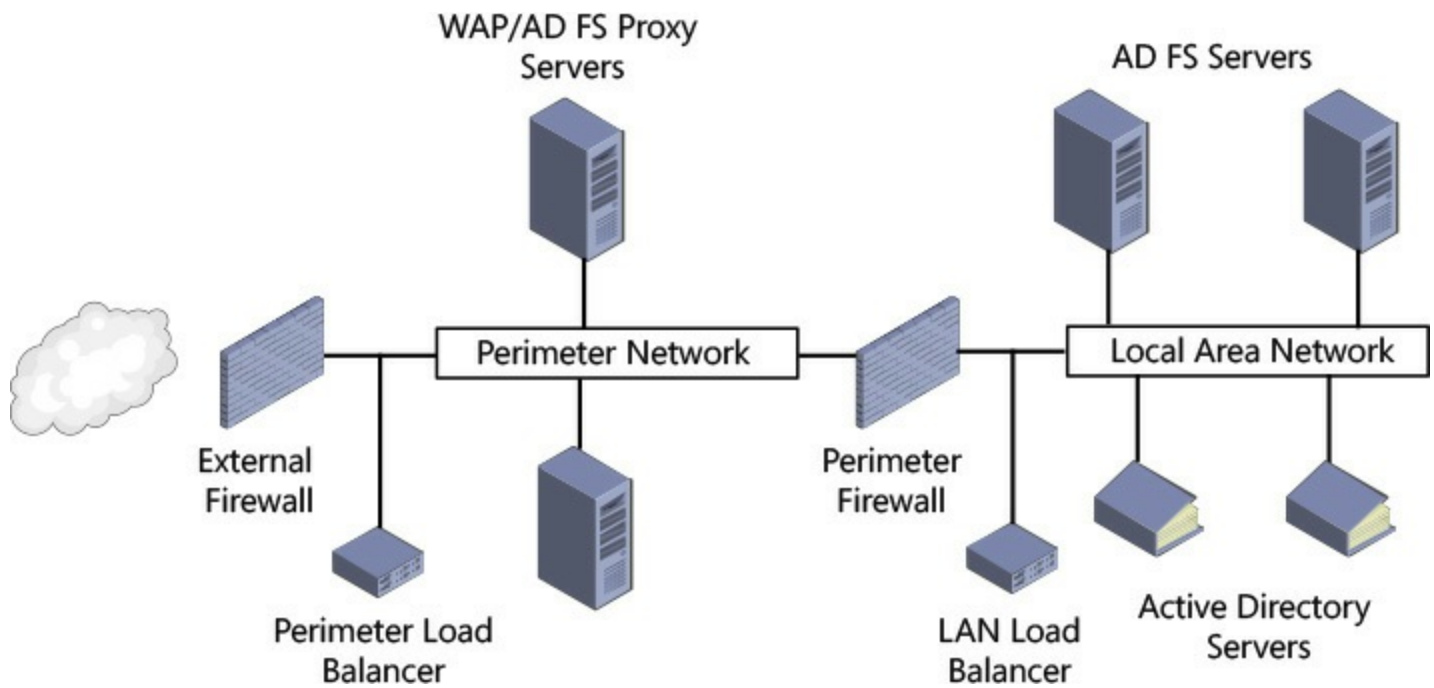 WAP/AD FS Proxy
Servers
AD FS Servers
Perimeter Network
Local Area Network
External
Firewall
Perimeter
Firewall
Perimeter Load
Balancer
LAN Load
Balancer
Active Directory
Servers